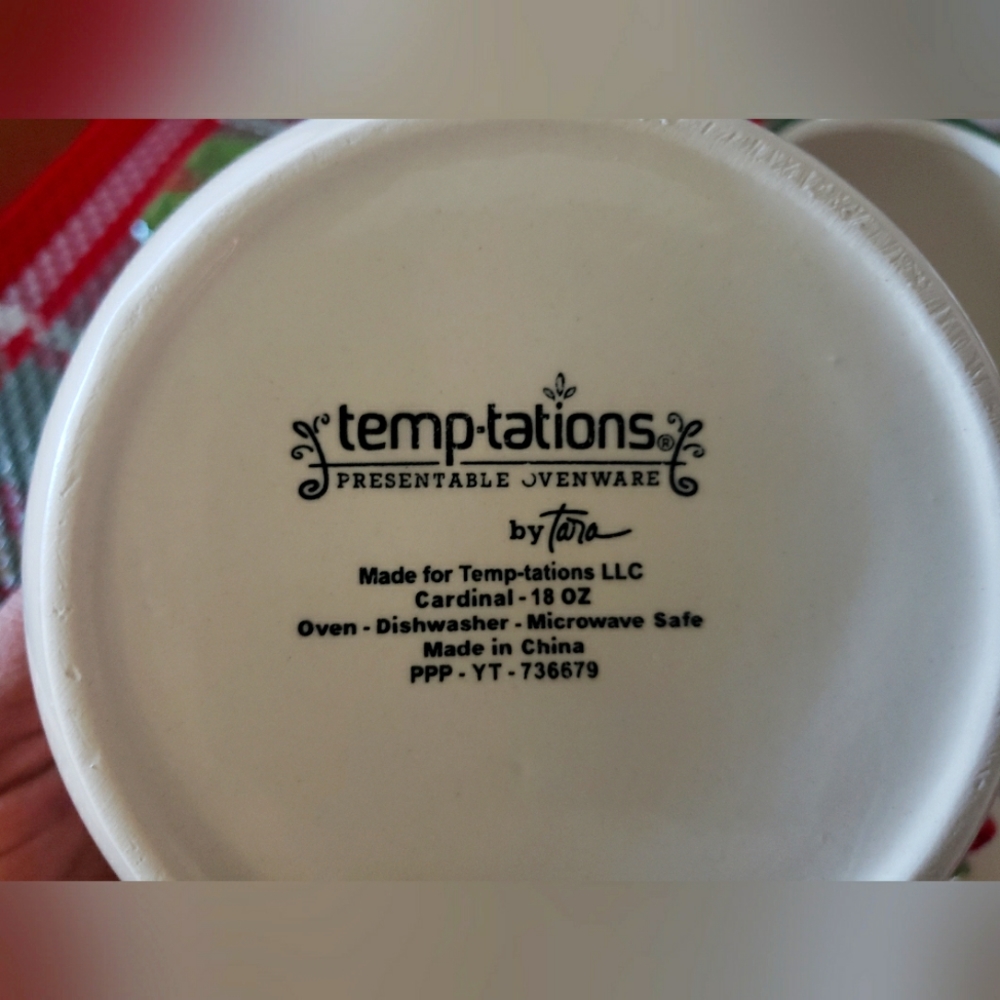 temp-tations®
PRESENTABLE OVENWARE
by tara
Made for Temp-tations LLC
Cardinal - 18 OZ
Oven - Dishwasher - Microwave Safe
Made in China
PPP - YT - 736679